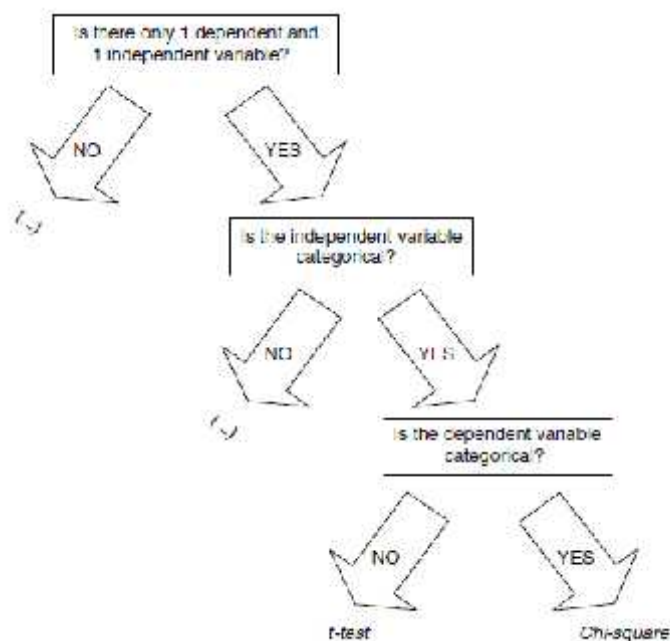 Is there only 1 dependent and
1 independent variable?
NO
YES
(...)
Is the independent variable
categorical?
NO
YES
(...)
Is the dependent variable
categorical?
NO
YES
t-test
Chi-square